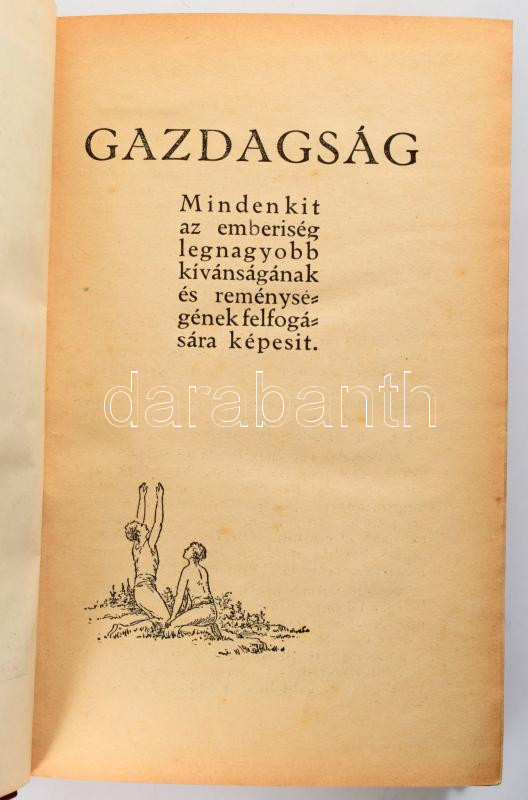 GAZDAGSÁG
Mindenkit
az emberiség
legnagyobb
kívánságának
és reménysé=
gének felfogá=
sára képesit.
darabanth